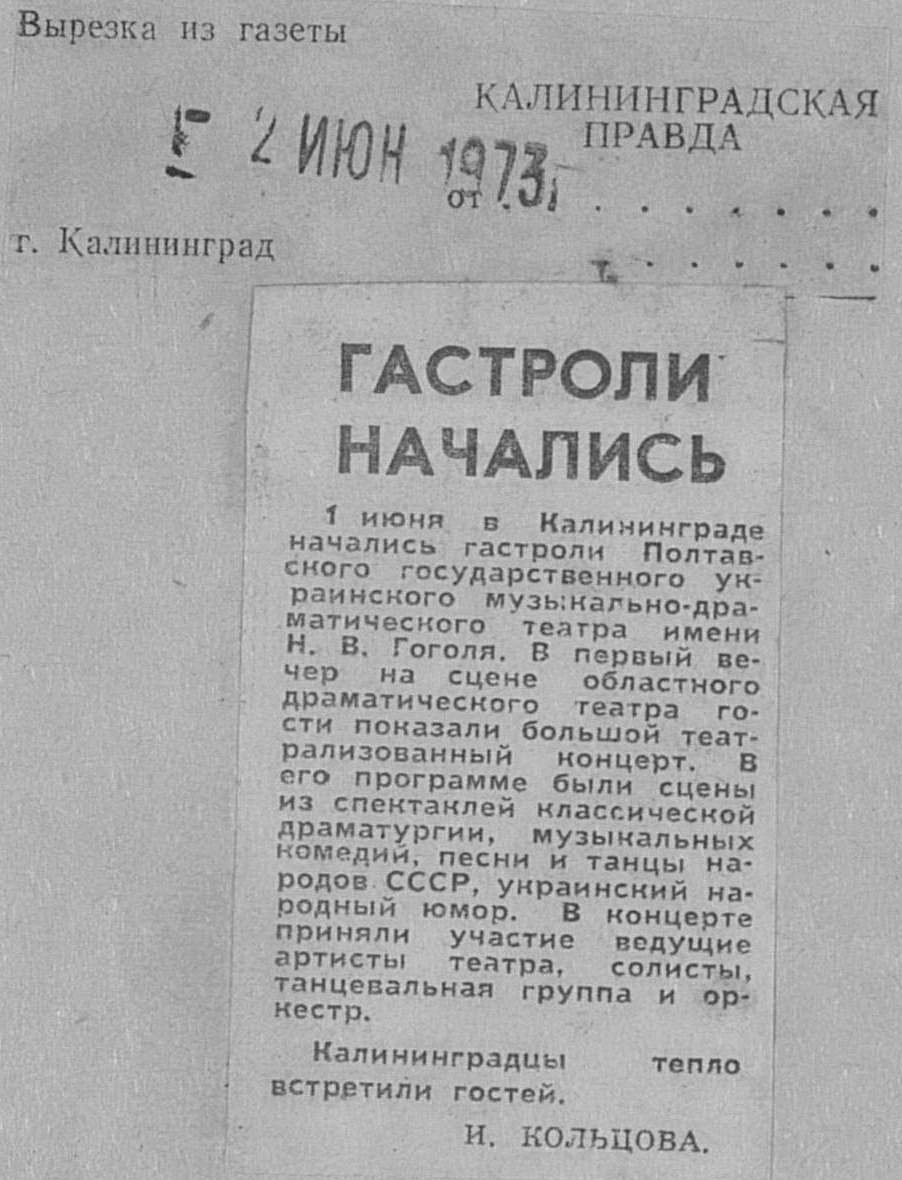 Вырезка из газеты
КАЛИНИНГРАДСКАЯ
ПРАВДА
2 ИЮН 1973г
от . . . . . . .
г. Калининград
ГАСТРОЛИ
НАЧАЛИСЬ
1 июня в Калининграде
начались гастроли Полтав-
ского государственного ук-
раинского музыкально-дра-
матического театра имени
Н. В. Гоголя. В первый ве-
чер на сцене областного
драматического театра го-
сти показали большой теат-
рализованный концерт. В
его программе были сцены
из спектаклей классической
драматургии, музыкальных
комедий, песни и танцы на-
родов СССР, украинский на-
родный юмор. В концерте
приняли участие ведущие
артисты театра, солисты,
танцевальная группа и ор-
кестр.
Калининградцы тепло
встретили гостей.
И. КОЛЬЦОВА.